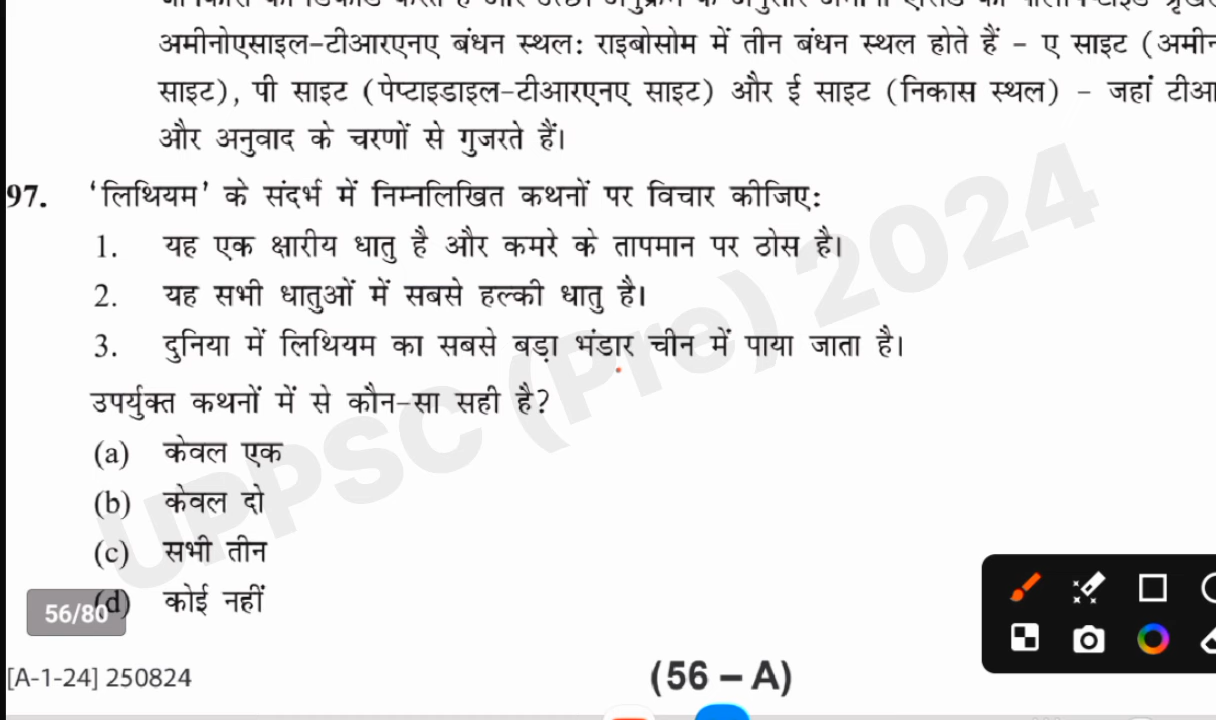 अमीनोएसाइल-टीआरएनए बंधन स्थल: राइबोसोम में तीन बंधन स्थल होते हैं - ए साइट
साइट), पी साइट (पेप्टाइडाइल-टीआरएनए साइट) और ई साइट (निकास स्थल) - जहां
और अनुवाद के चरणों से गुजरते हैं।
97. 'लिथियम' के संदर्भ में निम्नलिखित कथनों पर विचार कीजिए:
1. यह एक क्षारीय धातु है और कमरे के तापमान पर ठोस है।
2. यह सभी धातुओं में सबसे हल्की धातु है।
3. दुनिया में लिथियम का सबसे बड़ा भंडार चीन में पाया जाता है।
उपर्युक्त कथनों में से कौन-सा सही है?
(a) केवल एक
(b) केवल दो
(c) सभी तीन
(d) कोई नहीं
56/80
[A-1-24] 250824
(56 – A)
UPPSC (Pre) 2024